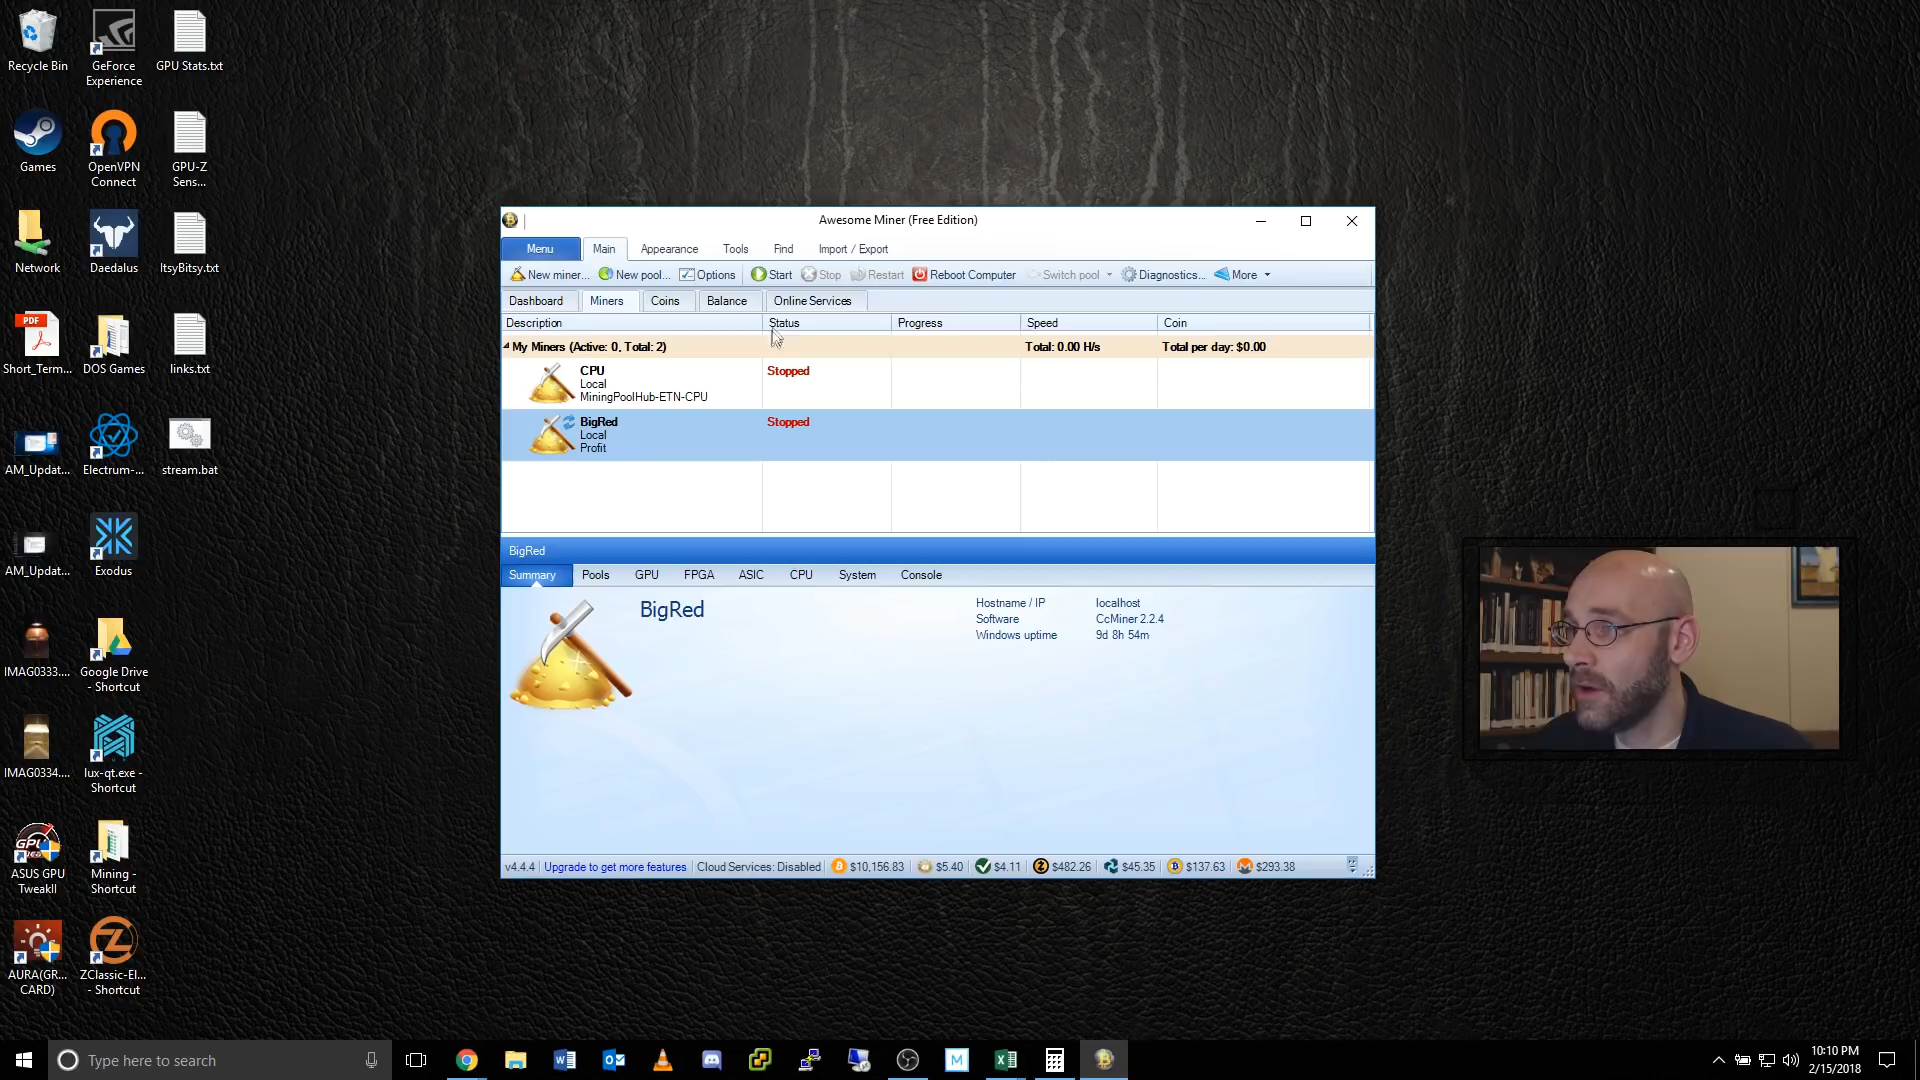 Recycle Bin
GeForce
Experience
GPU Stats.txt
Games
OpenVPN
Connect
GPU-Z
Sens...
Network
Daedalus
ItsyBitsy.txt
PDF
Short_Term...
DOS Games
links.txt
AM_Updat...
Electrum-...
stream.bat
AM_Updat...
Exodus
IMAG0333....
Google Drive
- Shortcut
IMAG0334....
lux-qt.exe -
Shortcut
GPU
ASUS GPU
TweakII
Mining -
Shortcut
AURA(GR...
CARD)
ZClassic-El...
- Shortcut
Awesome Miner (Free Edition)
Menu Main Appearance Tools Find Import / Export
New miner... New pool... Options Start Stop Restart Reboot Computer Switch pool Diagnostics... More
Dashboard Miners Coins Balance Online Services
Description Status Progress Speed Coin
My Miners (Active: 0, Total: 2) Total: 0.00 H/s Total per day: $0.00
CPU Stopped
Local
MiningPoolHub-ETN-CPU
BigRed Stopped
Local
Profit
BigRed
Summary Pools GPU FPGA ASIC CPU System Console
BigRed
Hostname / IP localhost
Software CcMiner 2.2.4
Windows uptime 9d 8h 54m
v4.4.4 Upgrade to get more features Cloud Services: Disabled $10,156.83 $5.40 $4.11 $482.26 $45.35 $137.63 $293.38
Type here to search
10:10 PM
2/15/2018